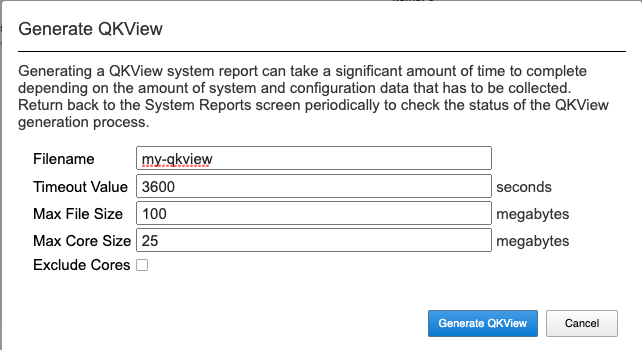 Generate QKView
Generating a QKView system report can take a significant amount of time to complete
depending on the amount of system and configuration data that has to be collected.
Return back to the System Reports screen periodically to check the status of the QKView
generation process.
Filename my-qkview
Timeout Value 3600 seconds
Max File Size 100 megabytes
Max Core Size 25 megabytes
Exclude Cores
Generate QKView Cancel